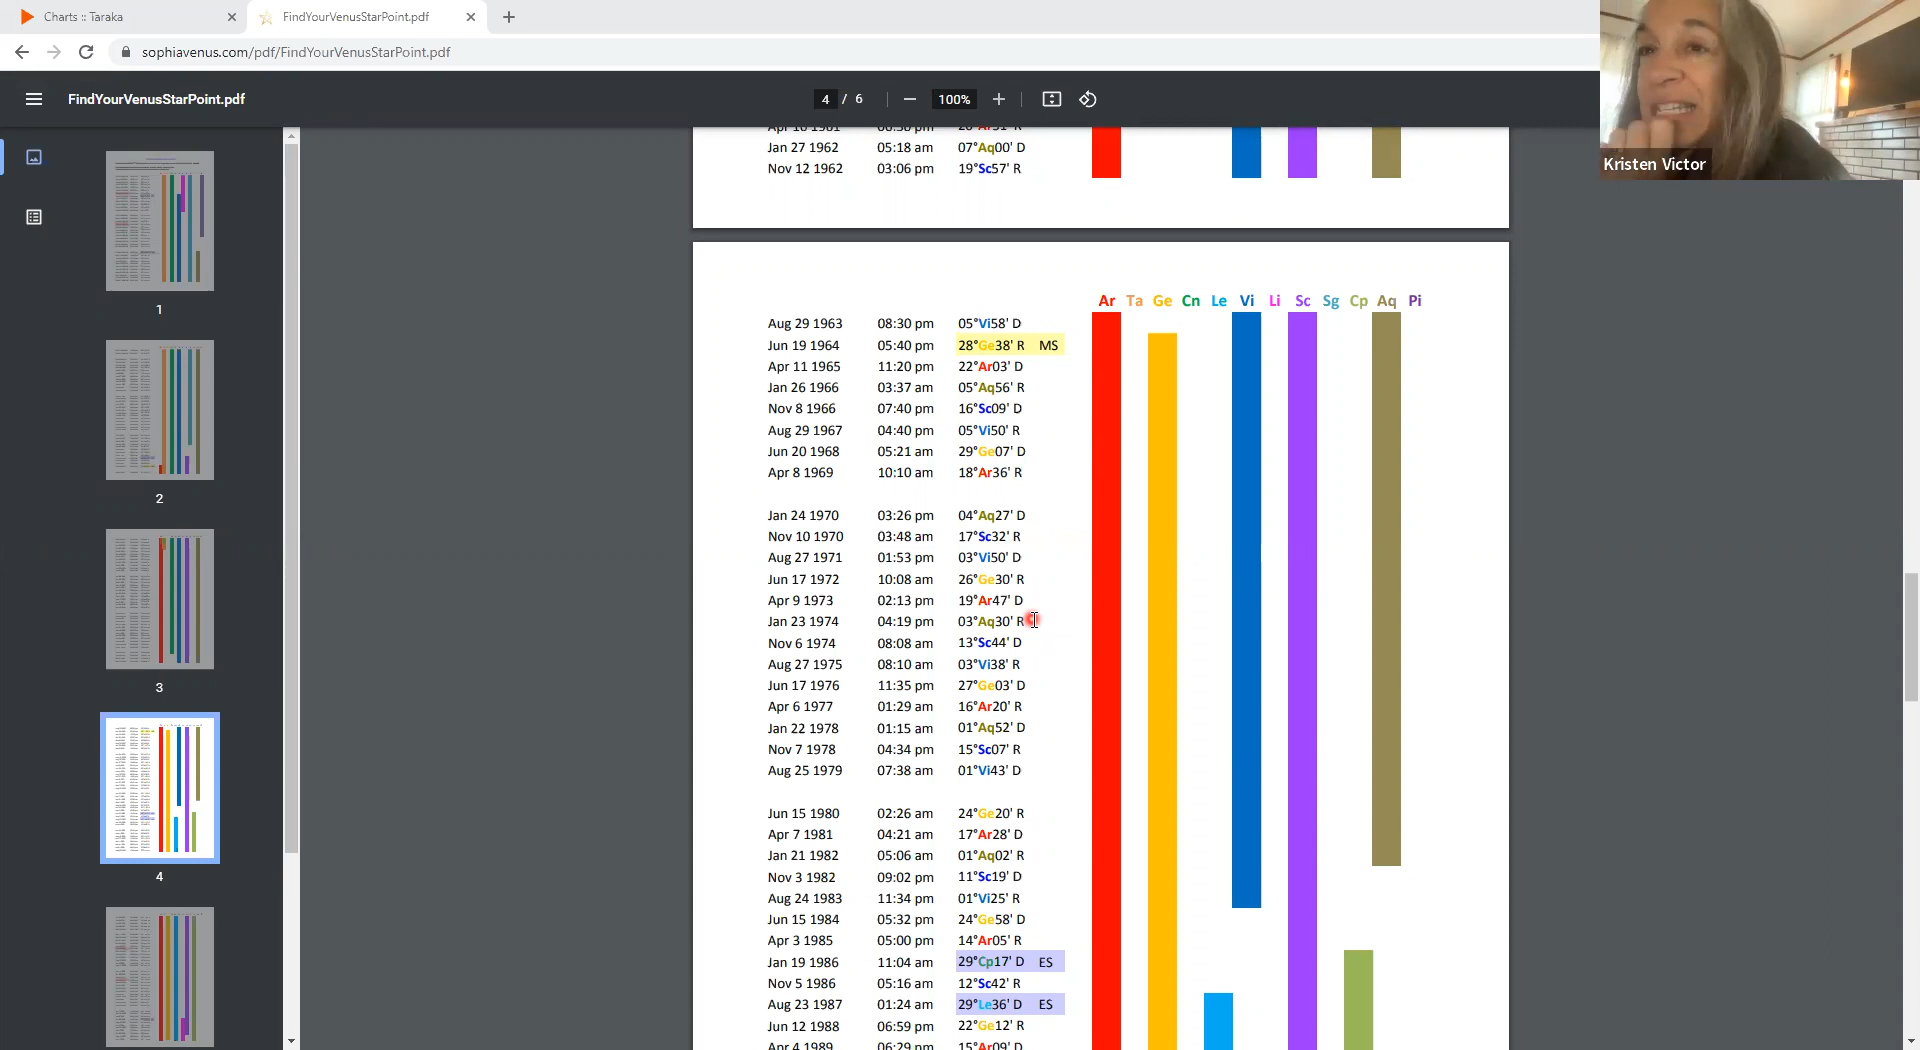 Charts :: Taraka
FindYourVenusStarPoint.pdf
sophiavenus.com/pdf/FindYourVenusStarPoint.pdf
FindYourVenusStarPoint.pdf
4 / 6
100%
Kristen Victor
1
2
3
4
Jan 27 1962 05:18 am 07°Aq00' D
Nov 12 1962 03:06 pm 19°Sc57' R
Ar Ta Ge Cn Le Vi Li Sc Sg Cp Aq Pi
Aug 29 1963 08:30 pm 05°Vi58' D
Jun 19 1964 05:40 pm 28°Ge38' R MS
Apr 11 1965 11:20 pm 22°Ar03' D
Jan 26 1966 03:37 am 05°Aq56' R
Nov 8 1966 07:40 pm 16°Sc09' D
Aug 29 1967 04:40 pm 05°Vi50' R
Jun 20 1968 05:21 am 29°Ge07' D
Apr 8 1969 10:10 am 18°Ar36' R
Jan 24 1970 03:26 pm 04°Aq27' D
Nov 10 1970 03:48 am 17°Sc32' R
Aug 27 1971 01:53 pm 03°Vi50' D
Jun 17 1972 10:08 am 26°Ge30' R
Apr 9 1973 02:13 pm 19°Ar47' D
Jan 23 1974 04:19 pm 03°Aq30' R
Nov 6 1974 08:08 am 13°Sc44' D
Aug 27 1975 08:10 am 03°Vi38' R
Jun 17 1976 11:35 pm 27°Ge03' D
Apr 6 1977 01:29 am 16°Ar20' R
Jan 22 1978 01:15 am 01°Aq52' D
Nov 7 1978 04:34 pm 15°Sc07' R
Aug 25 1979 07:38 am 01°Vi43' D
Jun 15 1980 02:26 am 24°Ge20' R
Apr 7 1981 04:21 am 17°Ar28' D
Jan 21 1982 05:06 am 01°Aq02' R
Nov 3 1982 09:02 pm 11°Sc19' D
Aug 24 1983 11:34 pm 01°Vi25' R
Jun 15 1984 05:32 pm 24°Ge58' D
Apr 3 1985 05:00 pm 14°Ar05' R
Jan 19 1986 11:04 am 29°Cp17' D ES
Nov 5 1986 05:16 am 12°Sc42' R
Aug 23 1987 01:24 am 29°Le36' D ES
Jun 12 1988 06:59 pm 22°Ge12' R
Apr 4 1989 06:29 pm 15°Ar09' D